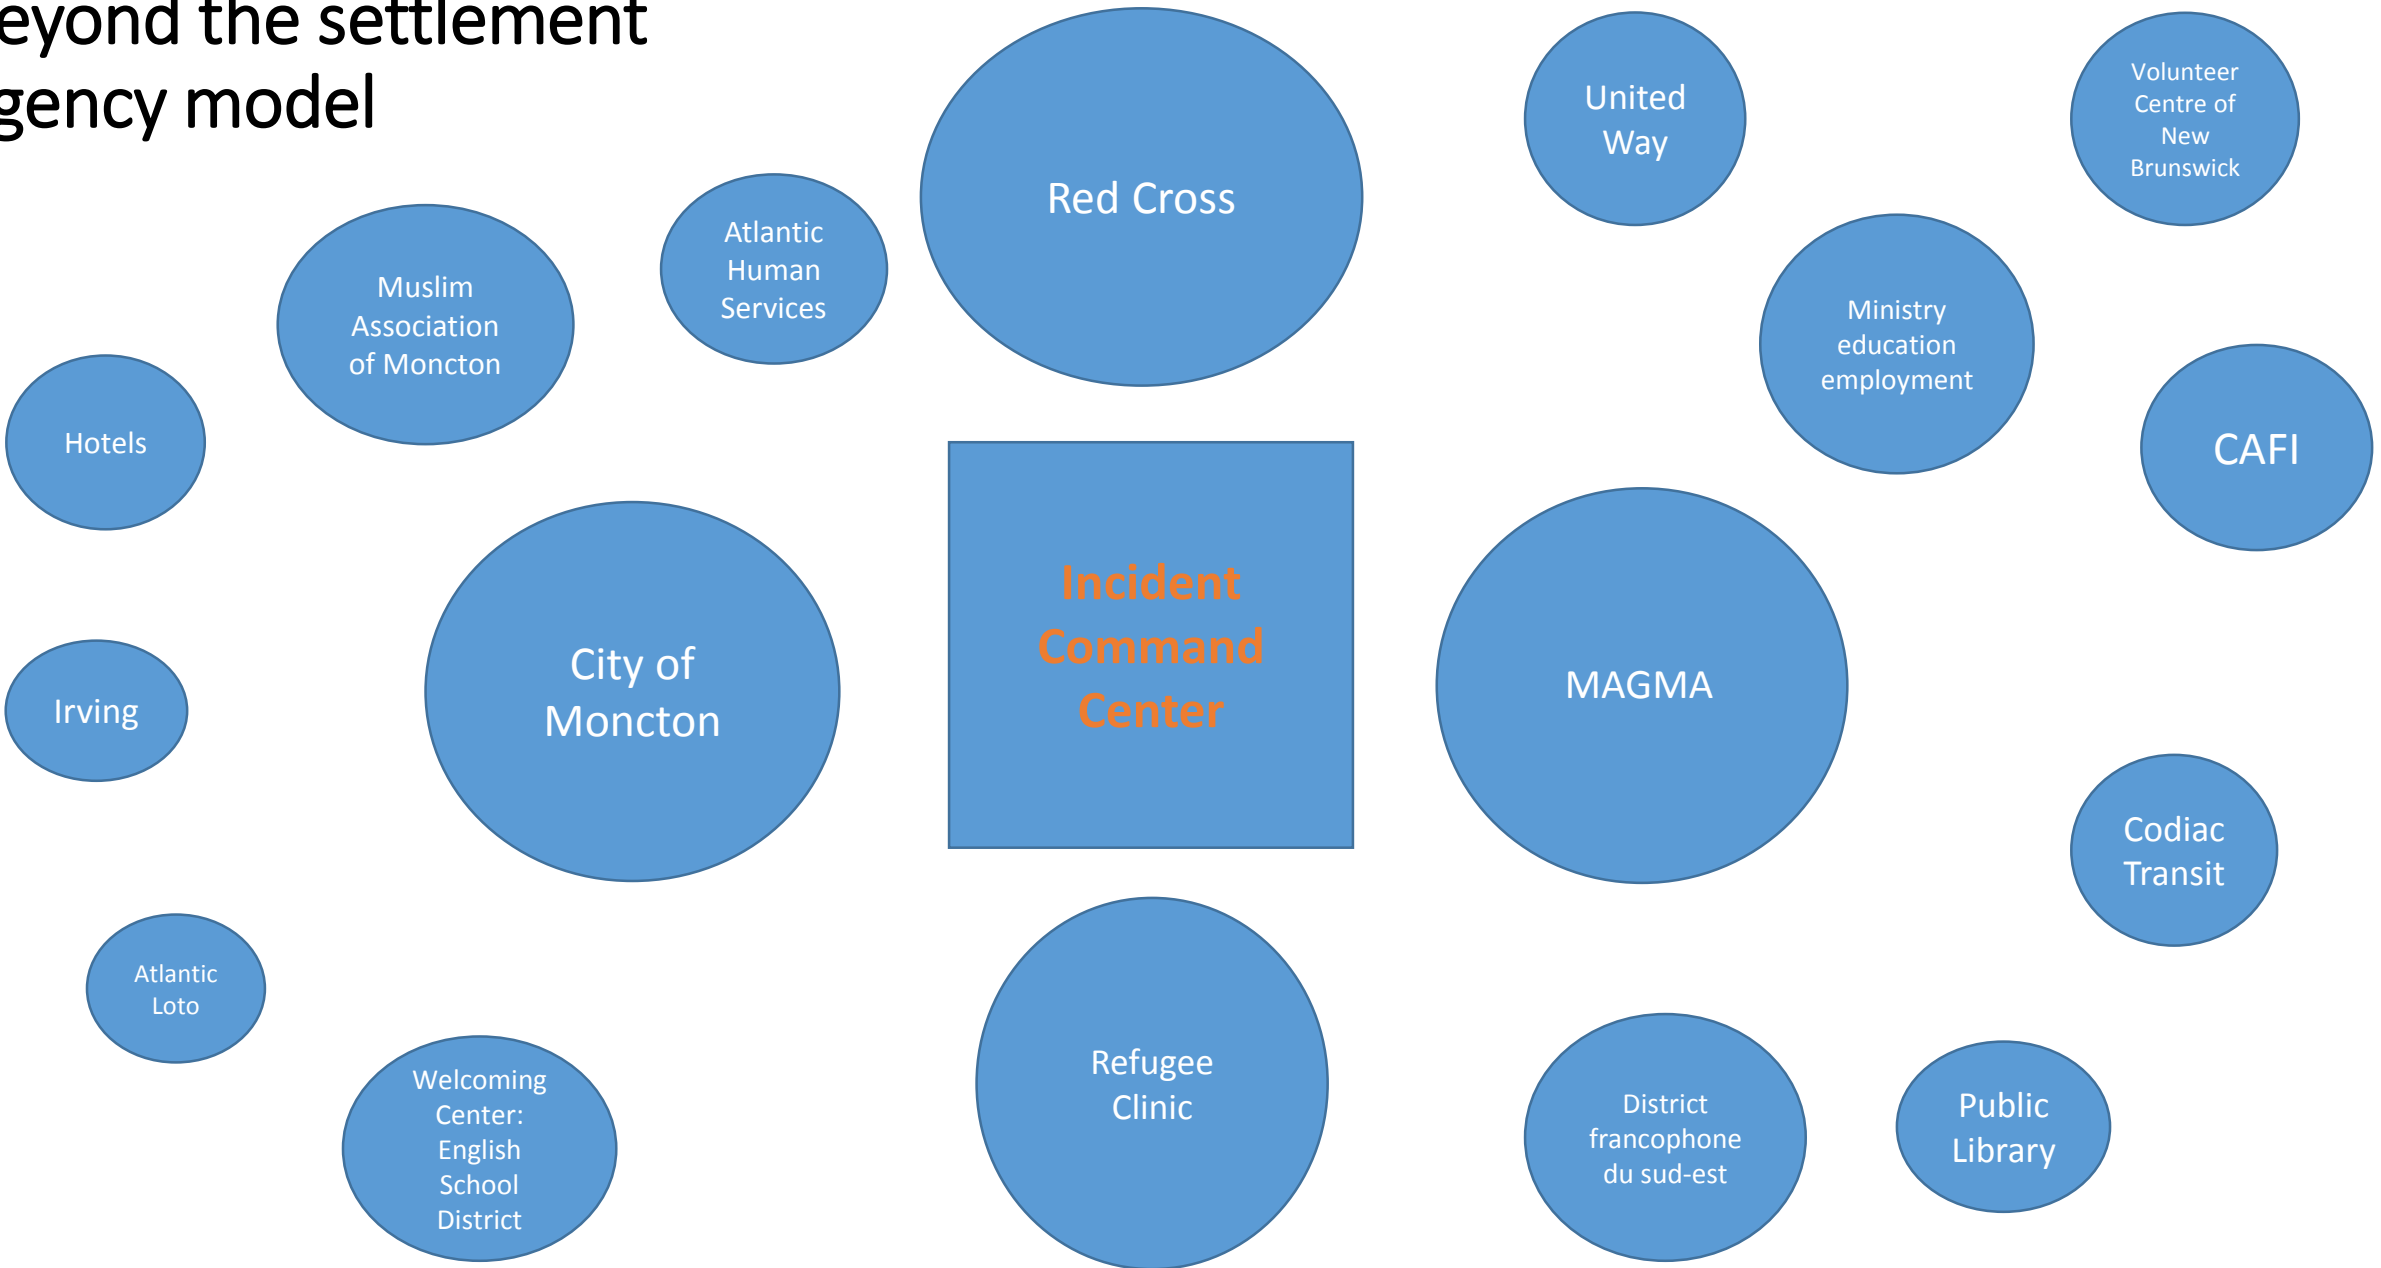 eyond the settlement
gency model
Red Cross
United
Way
Volunteer
Centre of
New
Brunswick
Atlantic
Human
Services
Muslim
Association
of Moncton
Ministry
education
employment
Hotels
CAFI
Incident
Command
Center
City of
Moncton
MAGMA
Irving
Codiac
Transit
Atlantic
Loto
Refugee
Clinic
Welcoming
Center:
English
School
District
District
francophone
du sud-est
Public
Library